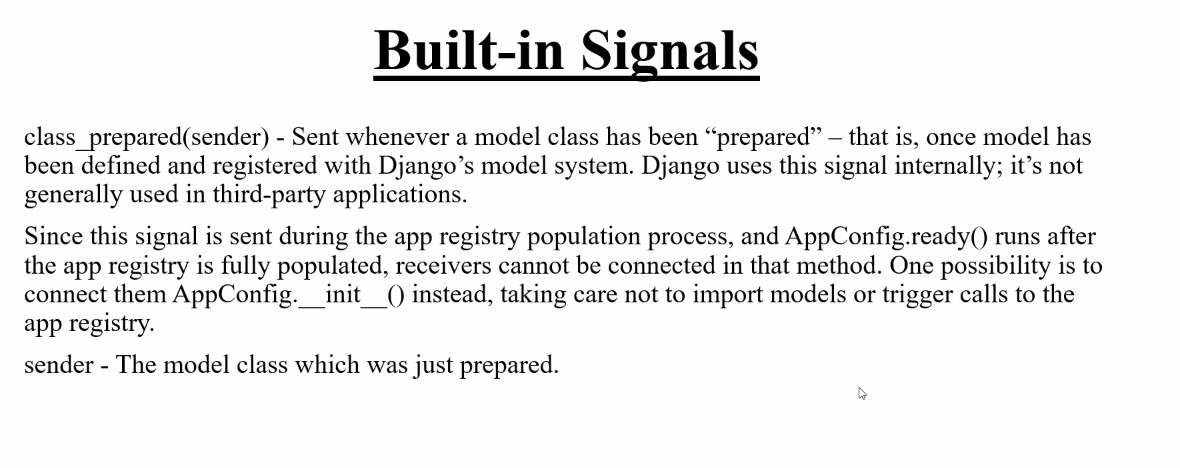 Built-in Signals
class_prepared(sender) - Sent whenever a model class has been “prepared” – that is, once model has
been defined and registered with Django’s model system. Django uses this signal internally; it’s not
generally used in third-party applications.
Since this signal is sent during the app registry population process, and AppConfig.ready() runs after
the app registry is fully populated, receivers cannot be connected in that method. One possibility is to
connect them AppConfig.__init__() instead, taking care not to import models or trigger calls to the
app registry.
sender - The model class which was just prepared.